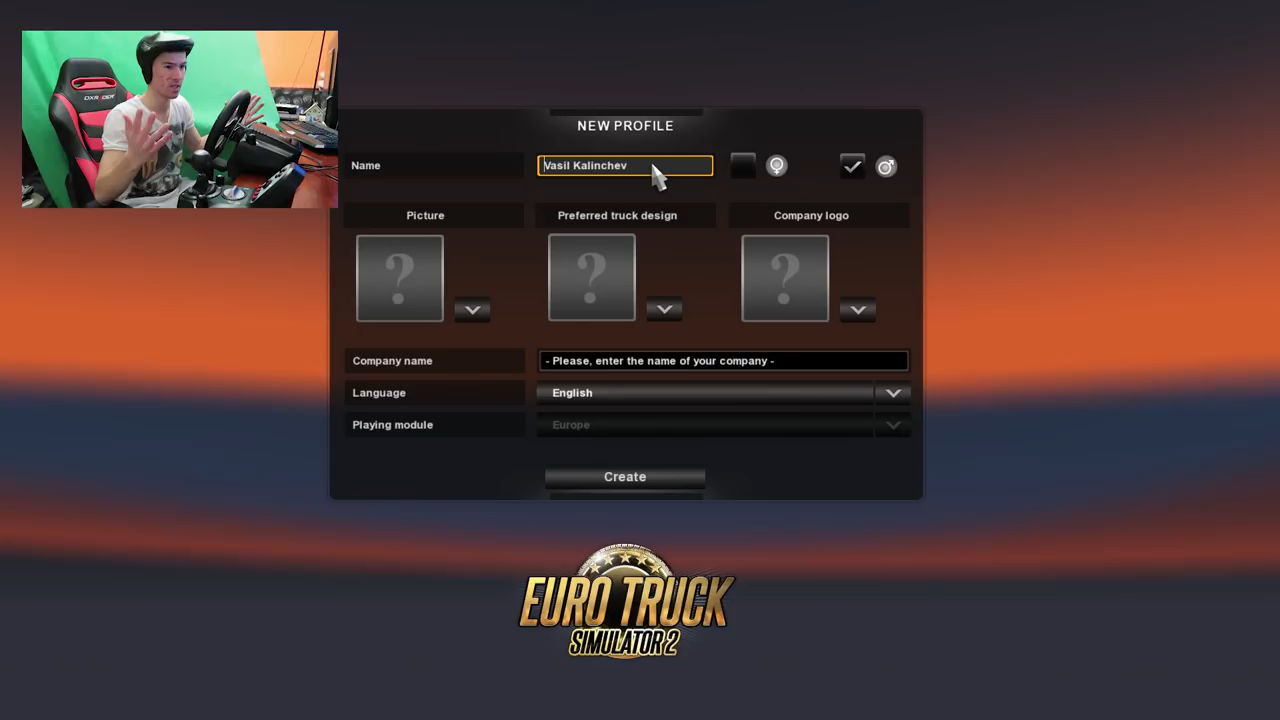 DXRACER
NEW PROFILE
Name
Vasil Kalinchev
Picture
Preferred truck design
Company logo
?
?
?
Company name
- Please, enter the name of your company -
Language
English
Playing module
Europe
Create
EURO TRUCK
SIMULATOR 2